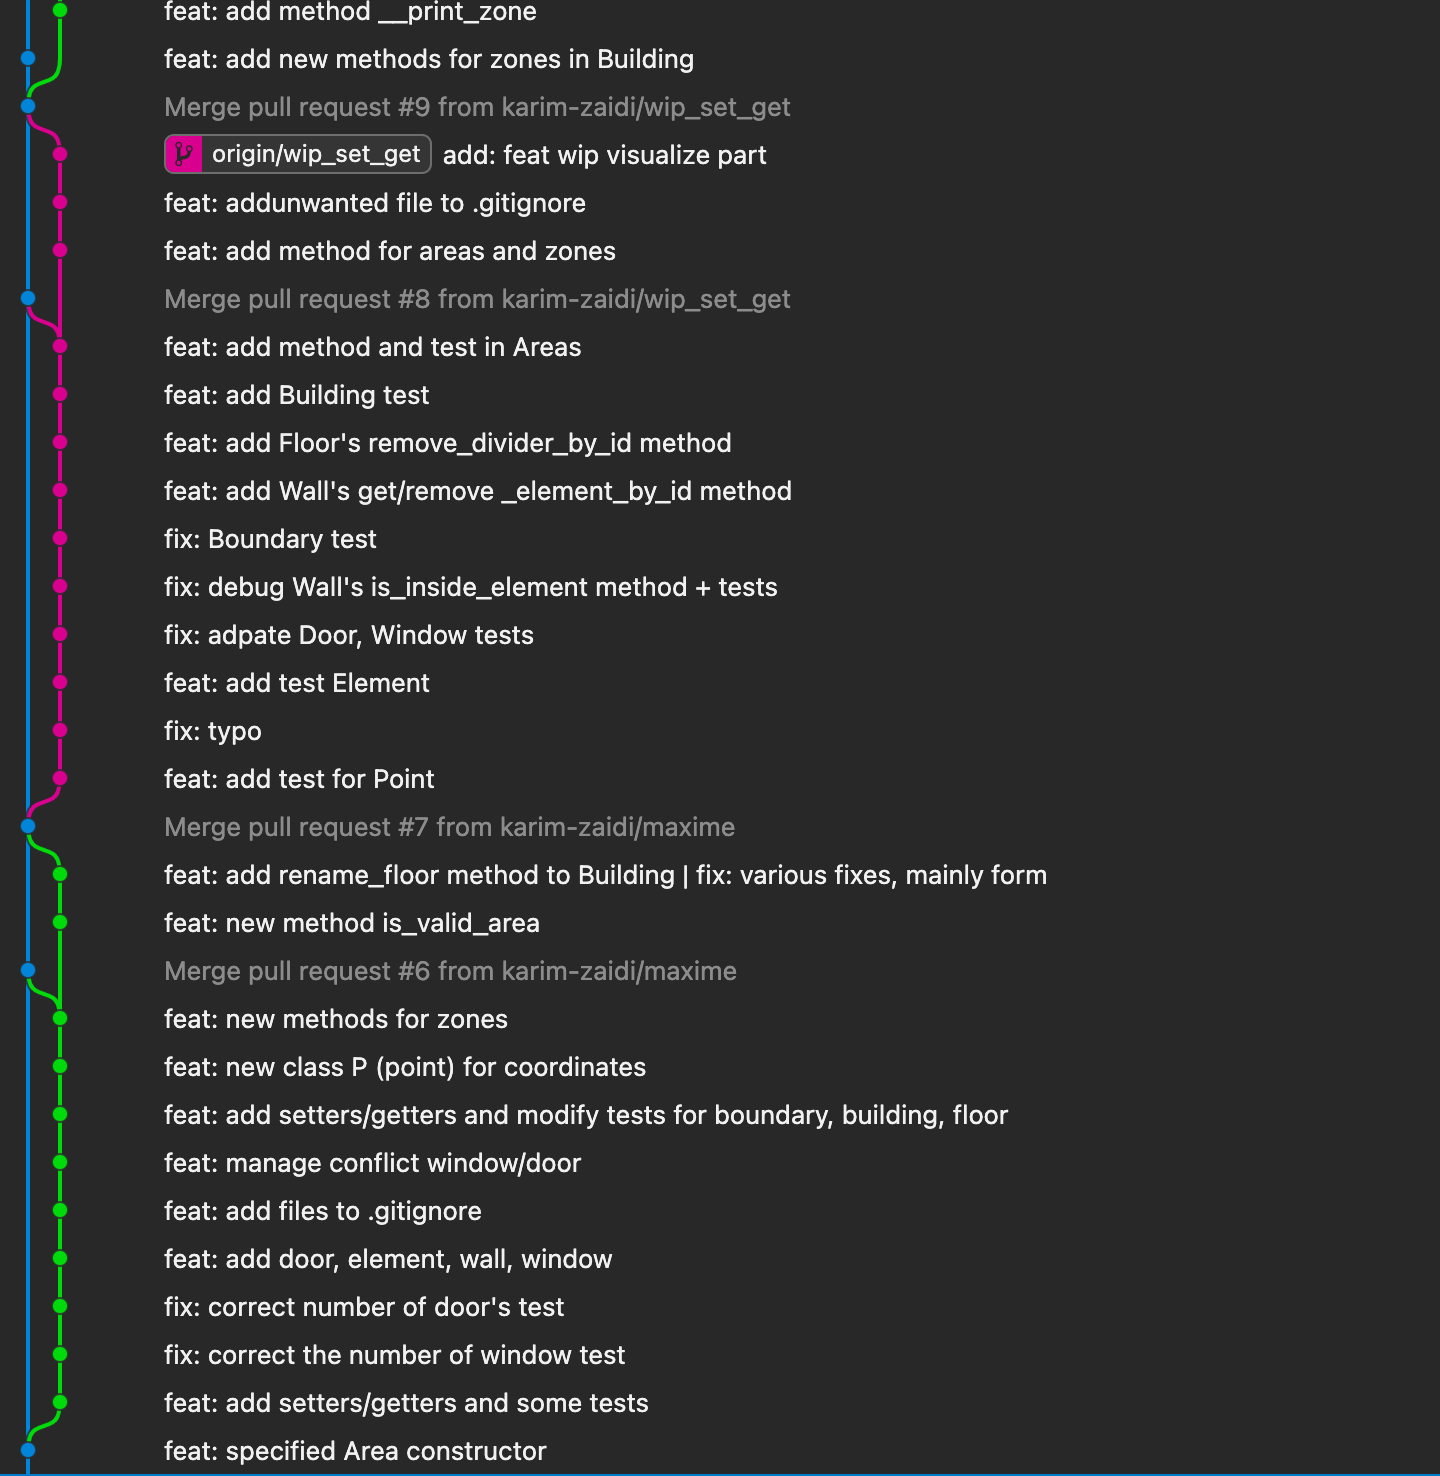 feat: add method __print_zone
feat: add new methods for zones in Building
Merge pull request #9 from karim-zaidi/wip_set_get
origin/wip_set_get add: feat wip visualize part
feat: addunwanted file to .gitignore
feat: add method for areas and zones
Merge pull request #8 from karim-zaidi/wip_set_get
feat: add method and test in Areas
feat: add Building test
feat: add Floor's remove_divider_by_id method
feat: add Wall's get/remove _element_by_id method
fix: Boundary test
fix: debug Wall's is_inside_element method + tests
fix: adpate Door, Window tests
feat: add test Element
fix: typo
feat: add test for Point
Merge pull request #7 from karim-zaidi/maxime
feat: add rename_floor method to Building | fix: various fixes, mainly form
feat: new method is_valid_area
Merge pull request #6 from karim-zaidi/maxime
feat: new methods for zones
feat: new class P (point) for coordinates
feat: add setters/getters and modify tests for boundary, building, floor
feat: manage conflict window/door
feat: add files to .gitignore
feat: add door, element, wall, window
fix: correct number of door's test
fix: correct the number of window test
feat: add setters/getters and some tests
feat: specified Area constructor